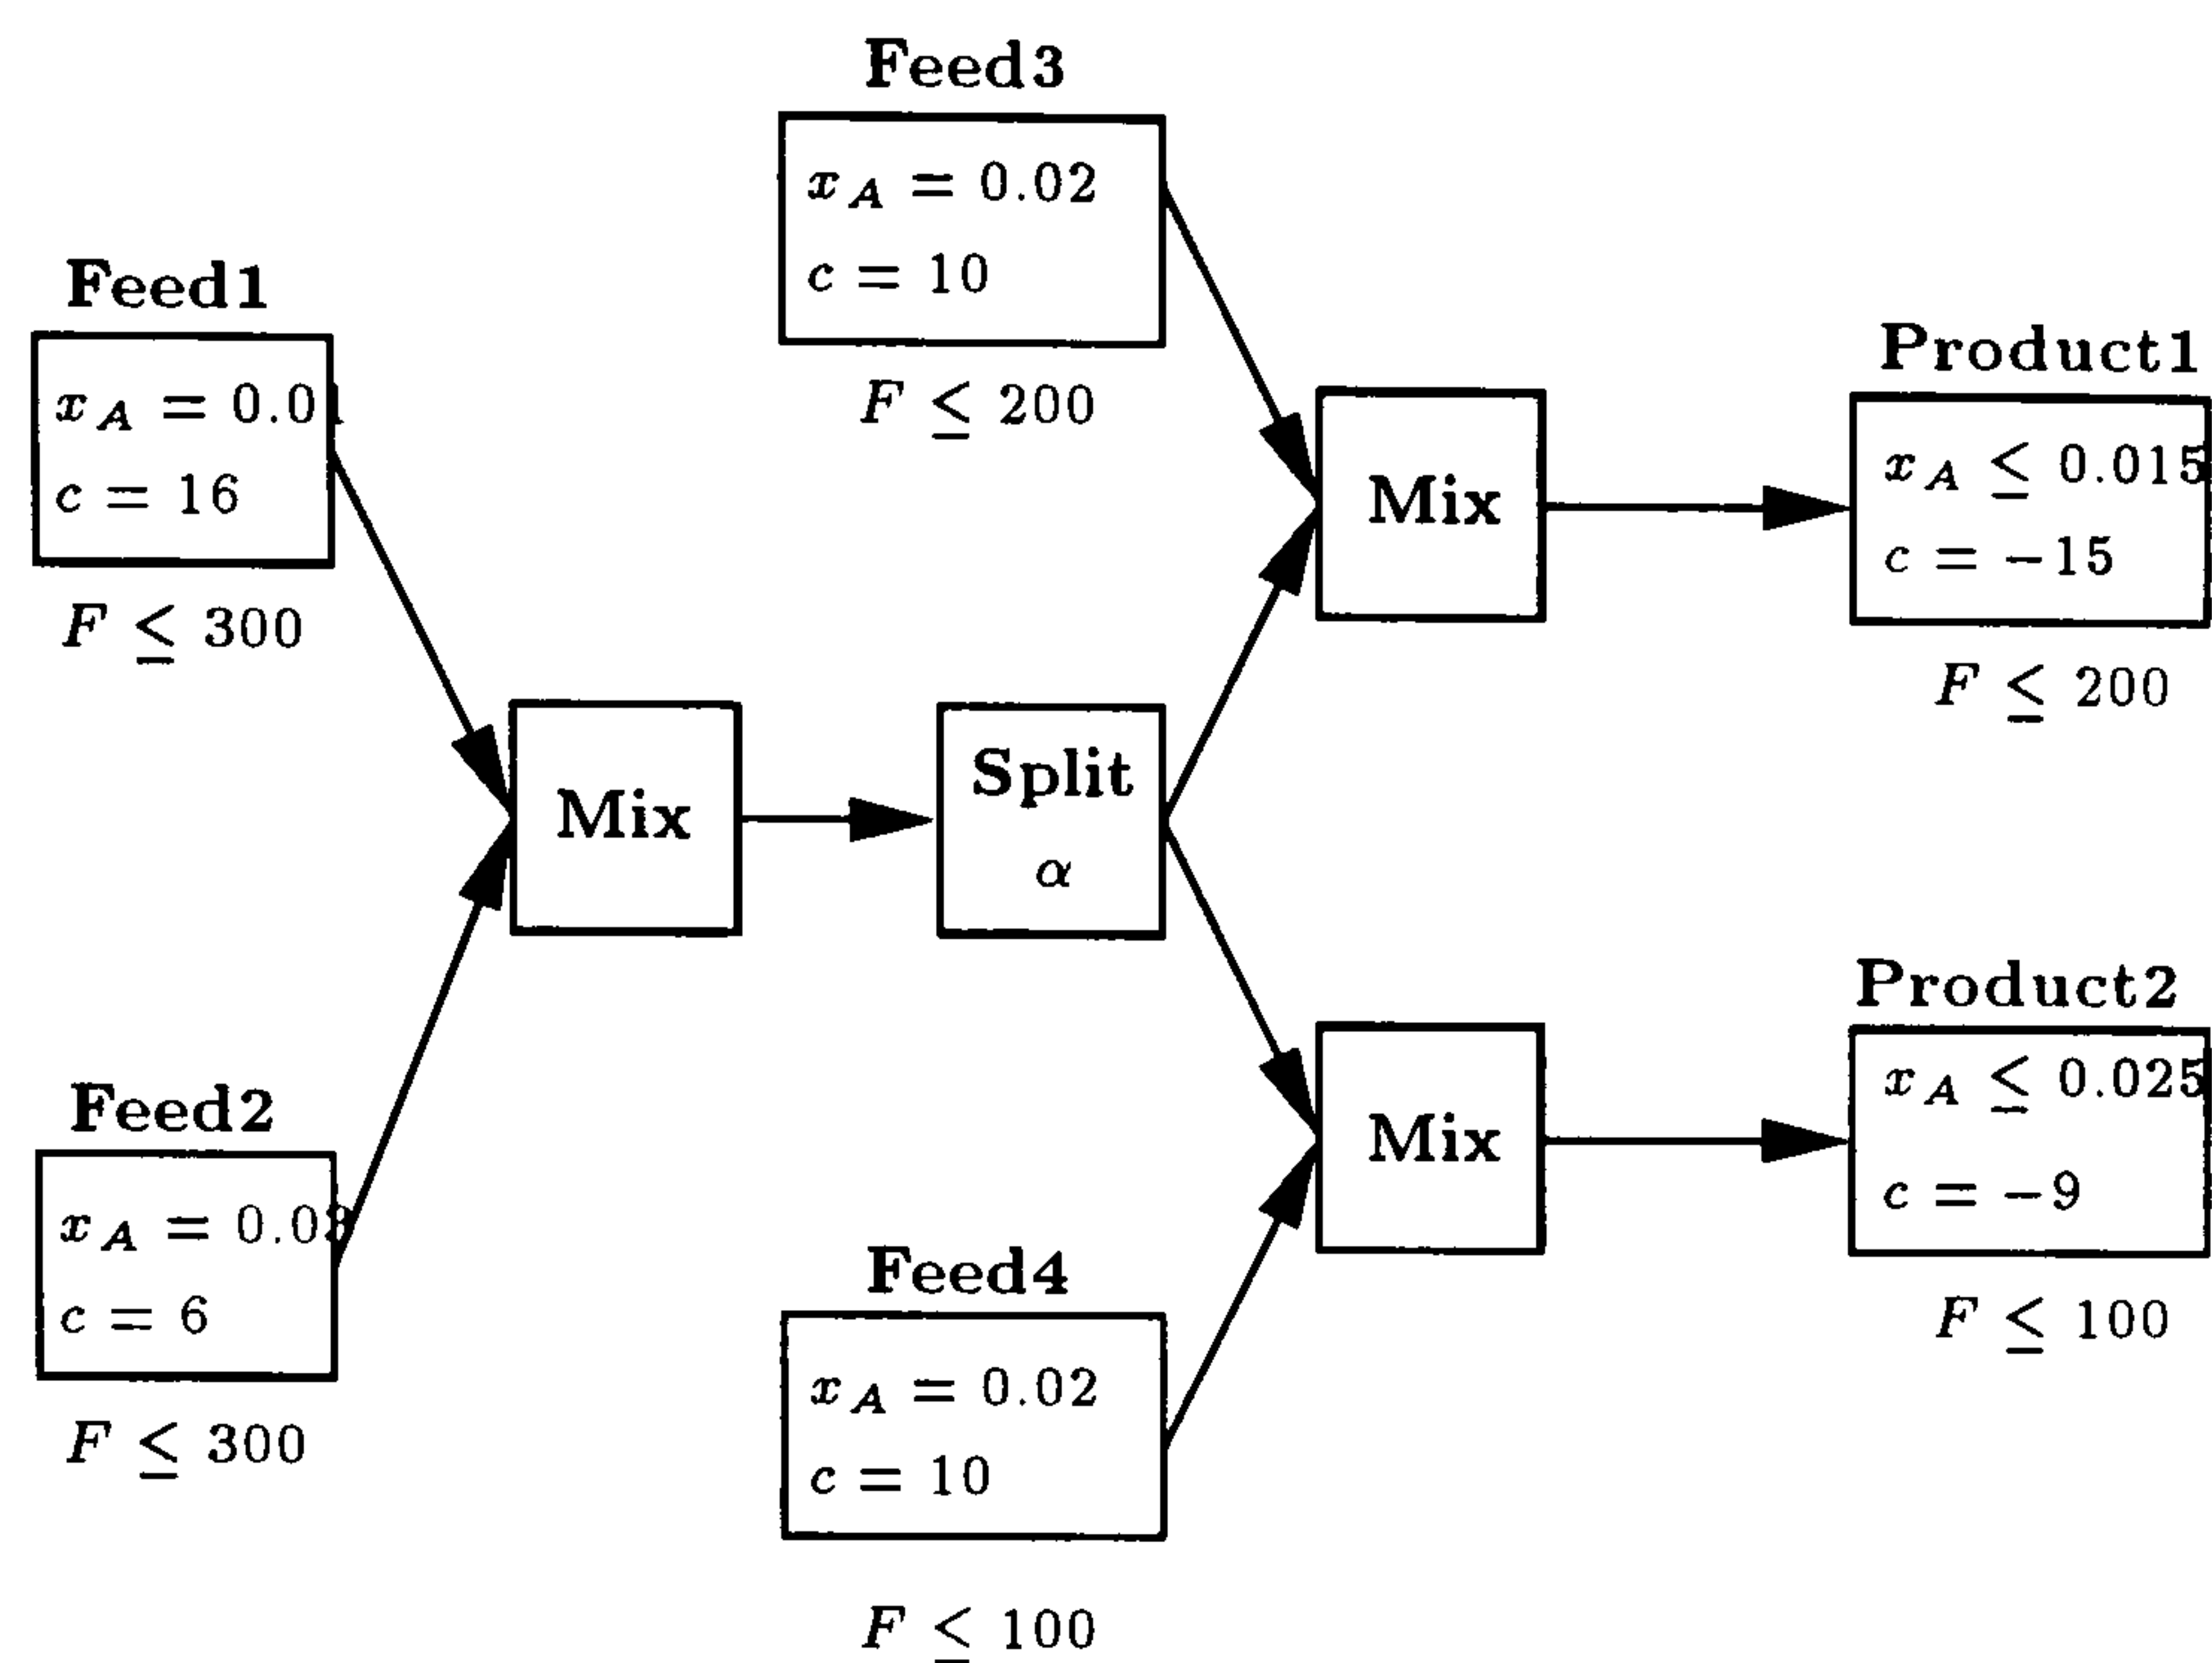 Feed3
x_A = 0.02
c = 10
F ≤ 200
Feed1
x_A = 0.01
c = 16
F ≤ 300
Product1
x_A ≤ 0.015
c = −15
F ≤ 200
Mix
Mix
Split
α
Feed2
x_A = 0.03
c = 6
F ≤ 300
Product2
x_A ≤ 0.025
c = −9
F ≤ 100
Mix
Feed4
x_A = 0.02
c = 10
F ≤ 100